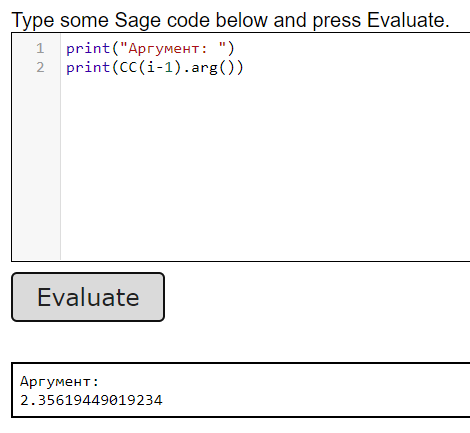 Type some Sage code below and press Evaluate.
1 print("Аргумент: ")
2 print(CC(i-1).arg())
Evaluate
Аргумент:
2.35619449019234